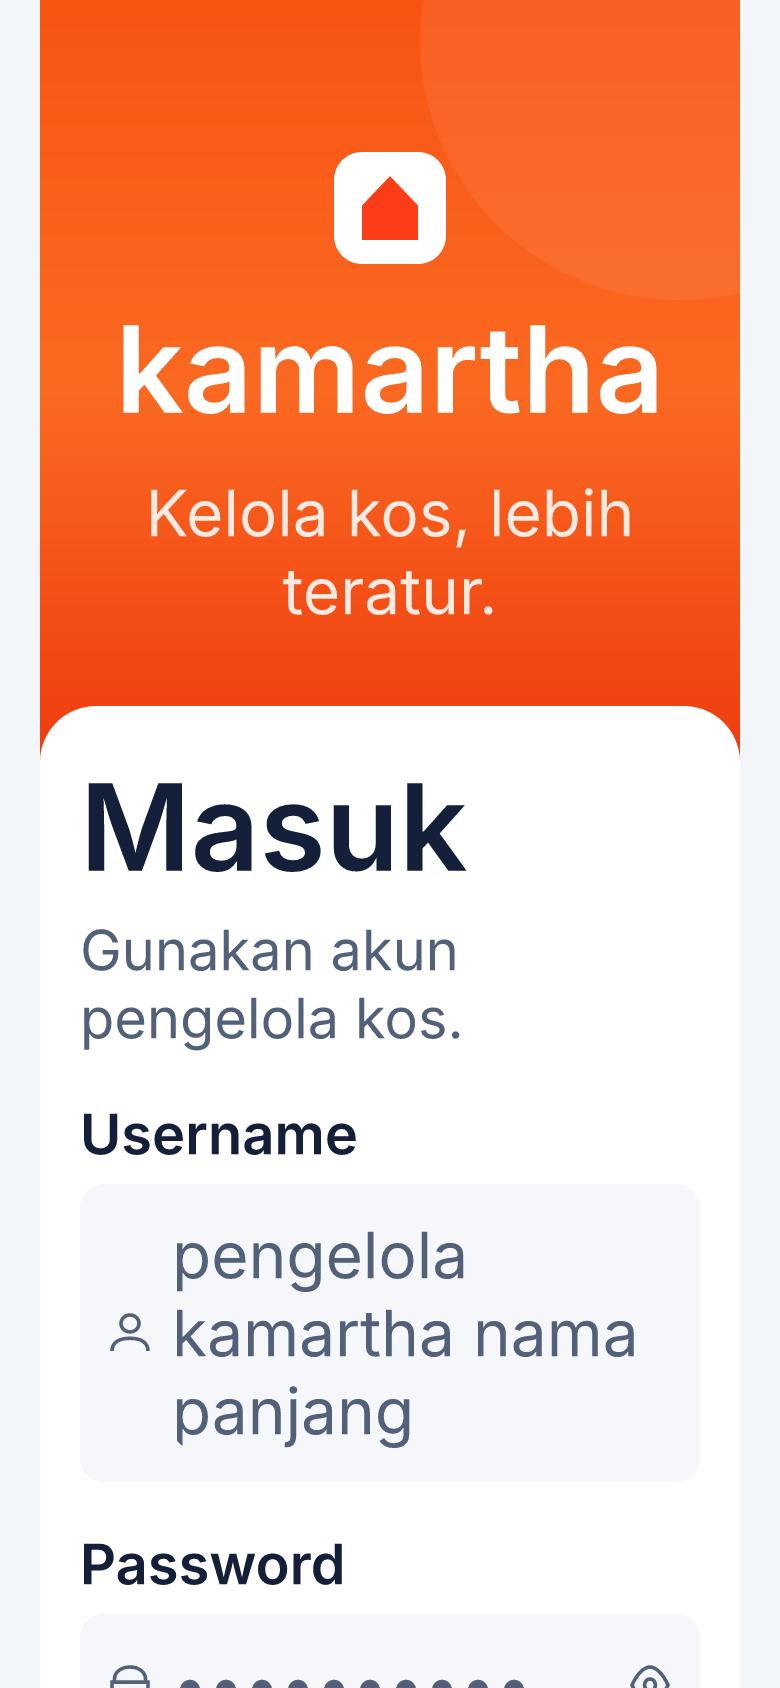 kamartha
Kelola kos, lebih
teratur.
Masuk
Gunakan akun
pengelola kos.
Username
pengelola
kamartha nama
panjang
Password
••••••••••